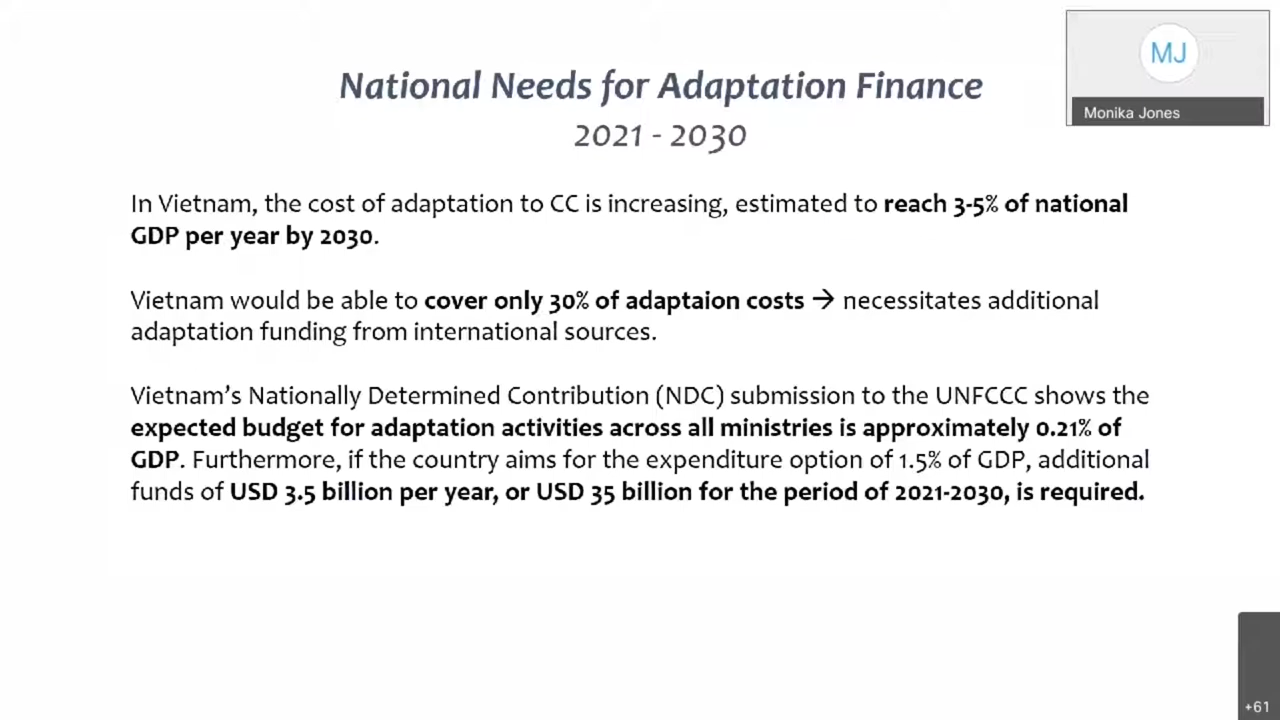 MJ
Monika Jones
National Needs for Adaptation Finance
2021 - 2030
In Vietnam, the cost of adaptation to CC is increasing, estimated to reach 3-5% of national
GDP per year by 2030.
Vietnam would be able to cover only 30% of adaptaion costs → necessitates additional
adaptation funding from international sources.
Vietnam’s Nationally Determined Contribution (NDC) submission to the UNFCCC shows the
expected budget for adaptation activities across all ministries is approximately 0.21% of
GDP. Furthermore, if the country aims for the expenditure option of 1.5% of GDP, additional
funds of USD 3.5 billion per year, or USD 35 billion for the period of 2021-2030, is required.
+61